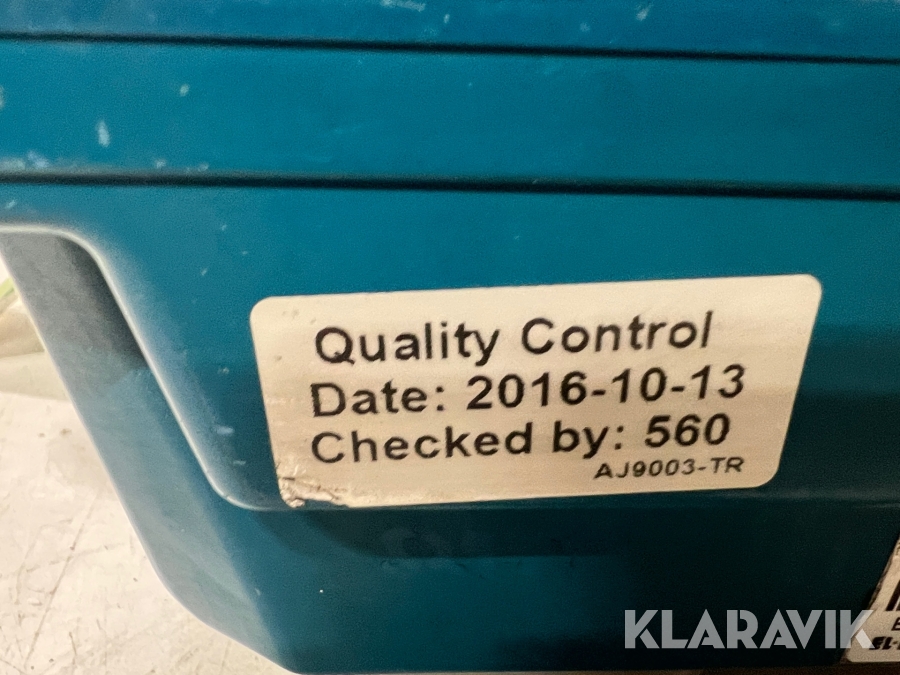 Quality Control
Date: 2016-10-13
Checked by: 560
AJ9003-TR
KLARAVIK